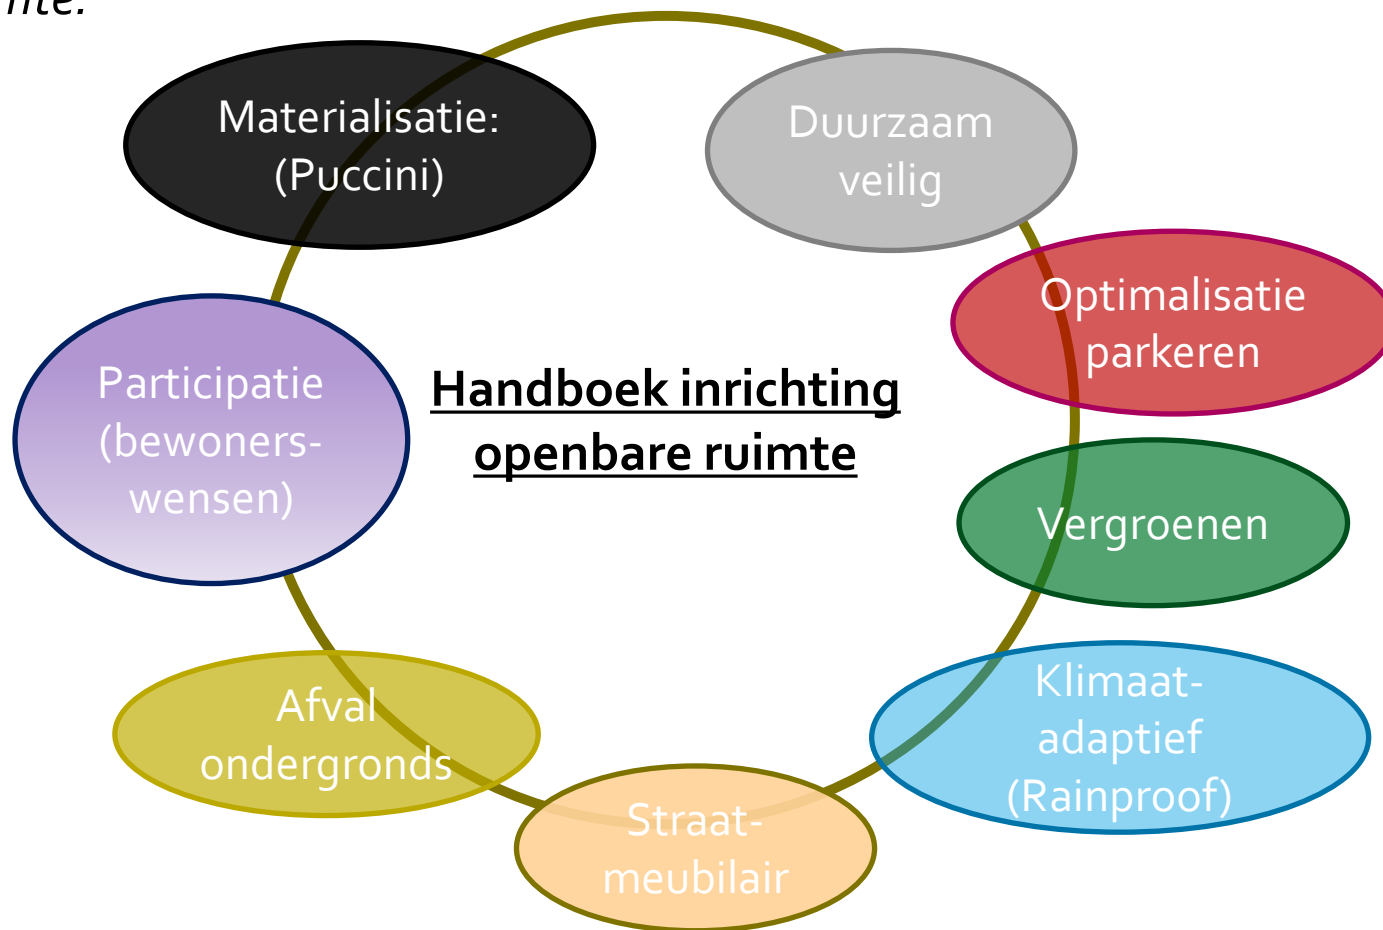 Materialisatie:
(Puccini)
Duurzaam
veilig
Optimalisatie
parkeren
Participatie
(bewoners-
wensen)
Handboek inrichting
openbare ruimte
Vergroenen
Klimaat-
adaptief
(Rainproof)
Afval
ondergronds
Straat-
meubilair